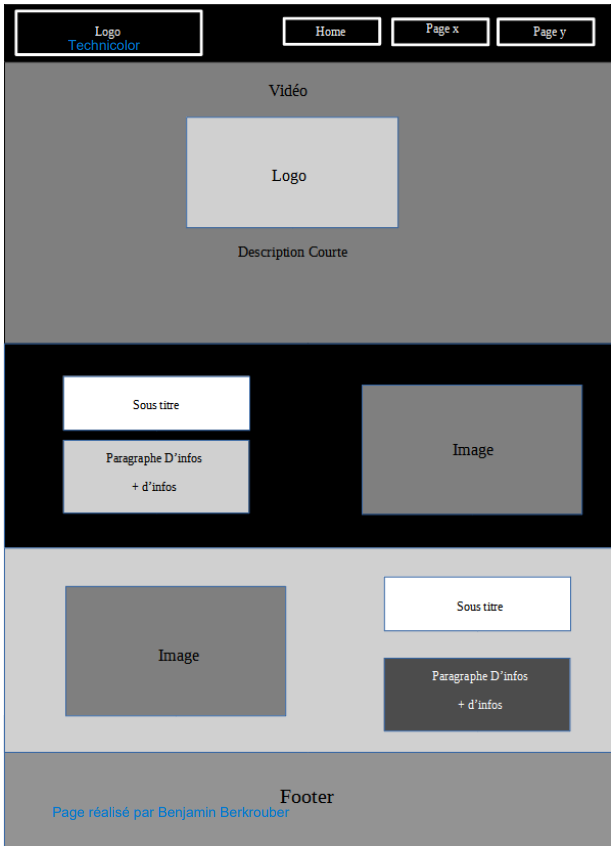 Logo
Technicolor
Home
Page x
Page y
Vidéo
Logo
Description Courte
Sous titre
Paragraphe D’infos
+ d’infos
Image
Image
Sous titre
Paragraphe D’infos
+ d’infos
Footer
Page réalisé par Benjamin Berkrouber